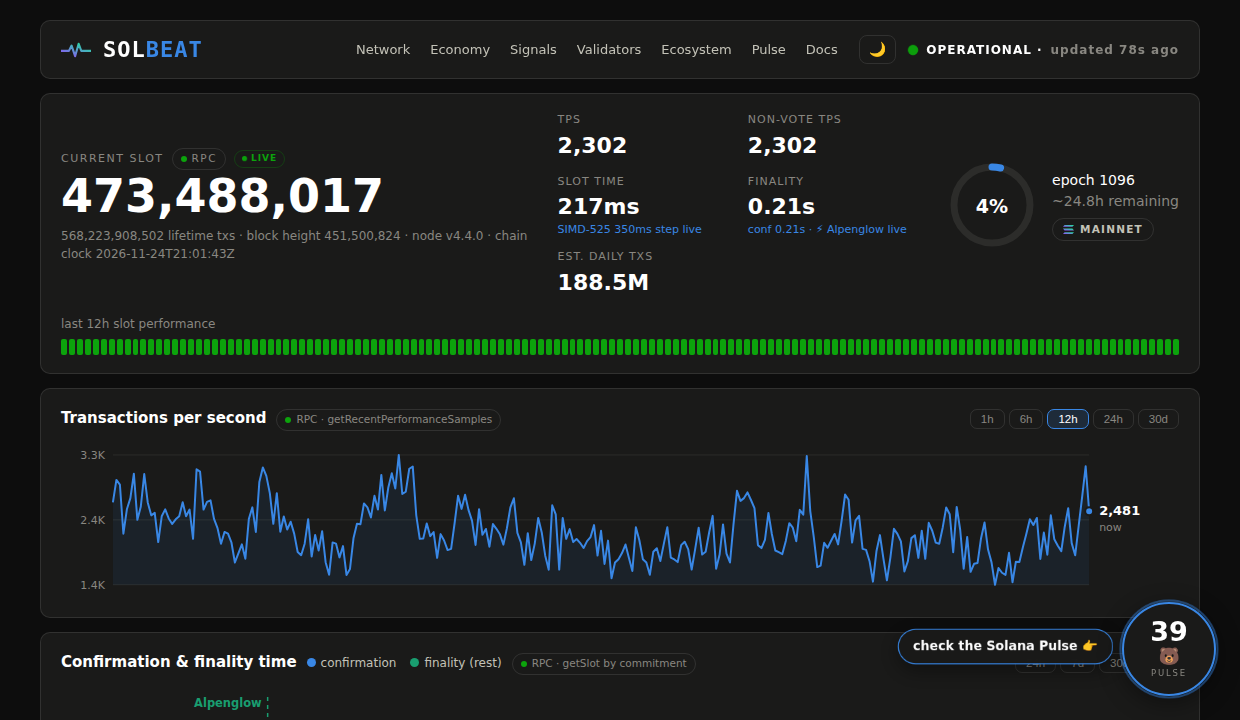 SOLBEAT
Network Economy Signals Validators Ecosystem Pulse Docs
OPERATIONAL · updated 78s ago
CURRENT SLOT RPC LIVE
473,488,017
568,223,908,502 lifetime txs · block height 451,500,824 · node v4.4.0 · chain
clock 2026-11-24T21:01:43Z
TPS
2,302
NON-VOTE TPS
2,302
SLOT TIME
217ms
SIMD-525 350ms step live
FINALITY
0.21s
conf 0.21s · ⚡ Alpenglow live
EST. DAILY TXS
188.5M
4%
epoch 1096
~24.8h remaining
MAINNET
last 12h slot performance
Transactions per second RPC · getRecentPerformanceSamples
1h 6h 12h 24h 30d
3.3K
2.4K
1.4K
2,481
now
Confirmation & finality time confirmation finality (rest) RPC · getSlot by commitment
check the Solana Pulse 👉
39
PULSE
Alpenglow